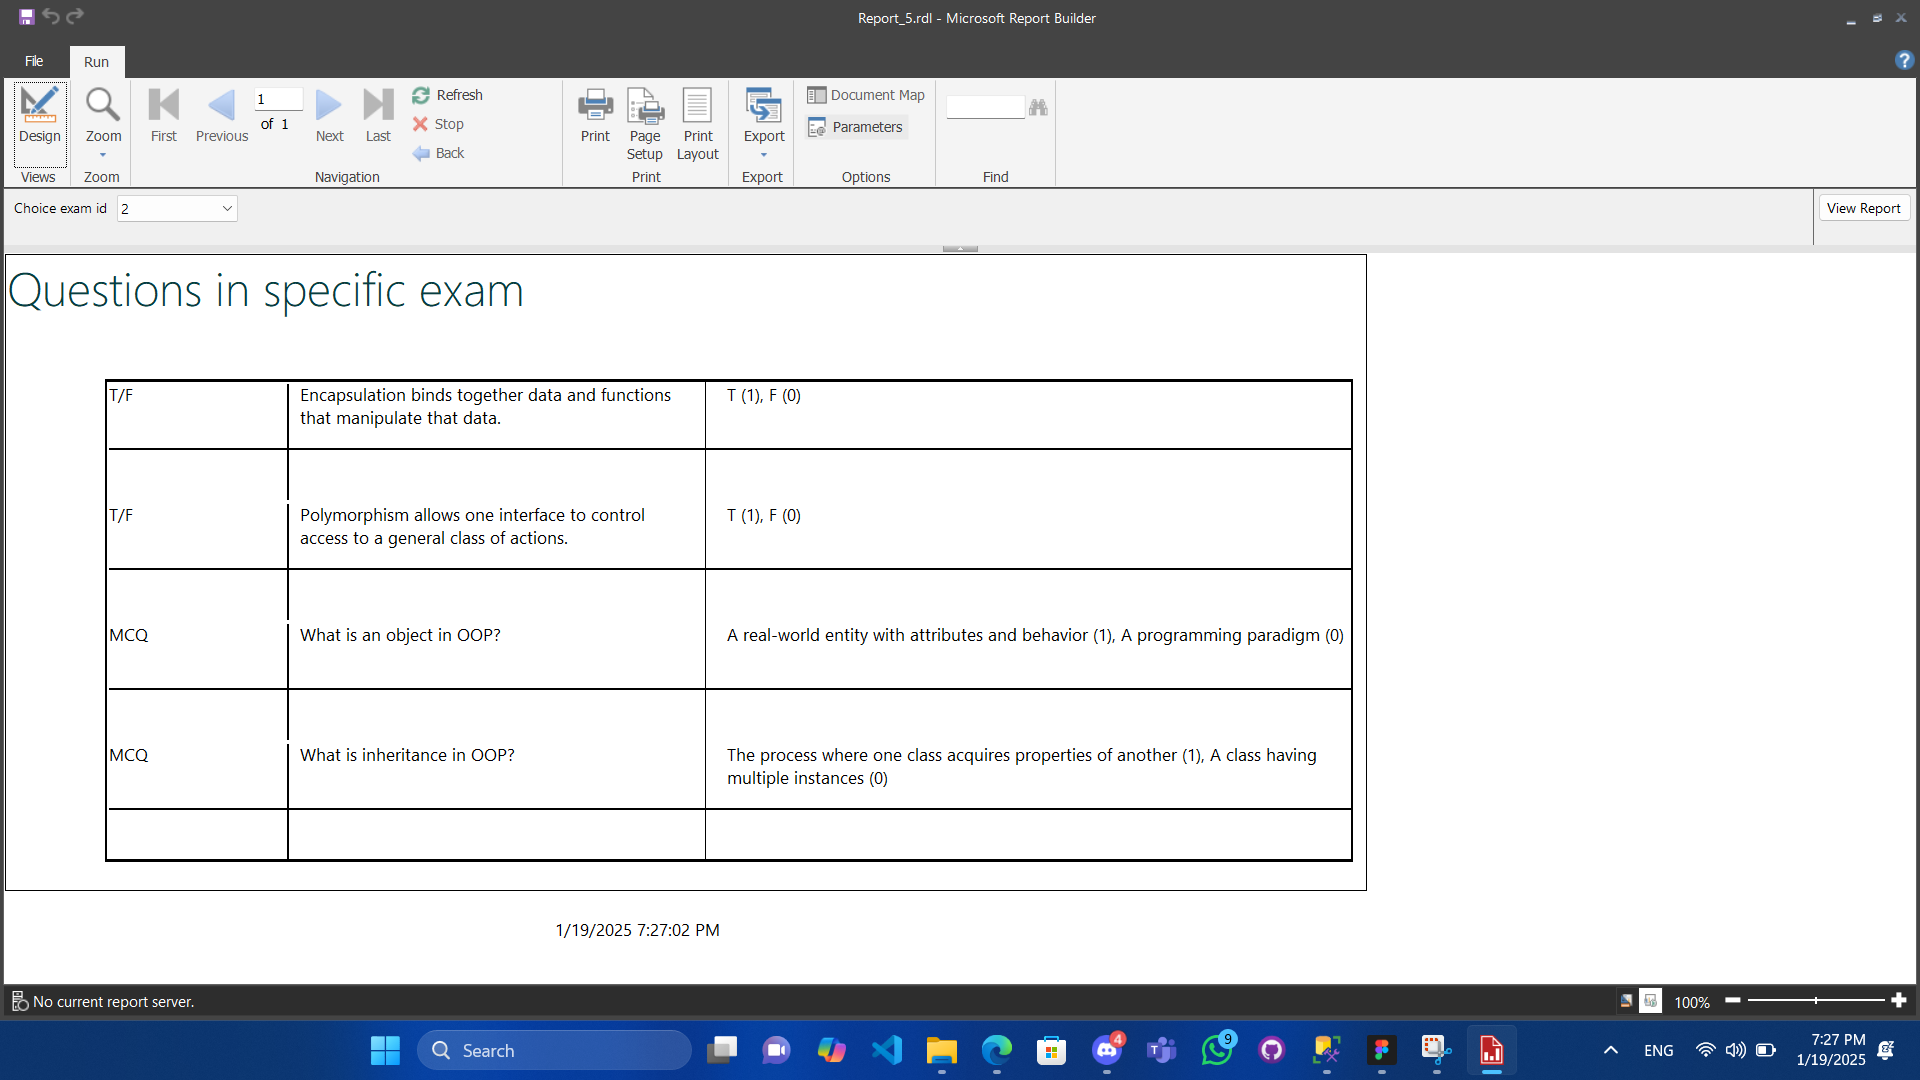 Report_5.rdl - Microsoft Report Builder
File
Run
?
Design
Views
Zoom
Zoom
First
Previous
1
of 1
Next
Last
Refresh
Stop
Back
Navigation
Print
Page
Setup
Print
Layout
Print
Export
Export
Document Map
Parameters
Options
Find
Choice exam id
2
View Report
Questions in specific exam
T/F
Encapsulation binds together data and functions
that manipulate that data.
T (1), F (0)
T/F
Polymorphism allows one interface to control
access to a general class of actions.
T (1), F (0)
MCQ
What is an object in OOP?
A real-world entity with attributes and behavior (1), A programming paradigm (0)
MCQ
What is inheritance in OOP?
The process where one class acquires properties of another (1), A class having
multiple instances (0)
1/19/2025 7:27:02 PM
No current report server.
100%
Search
4
9
ENG
7:27 PM
1/19/2025